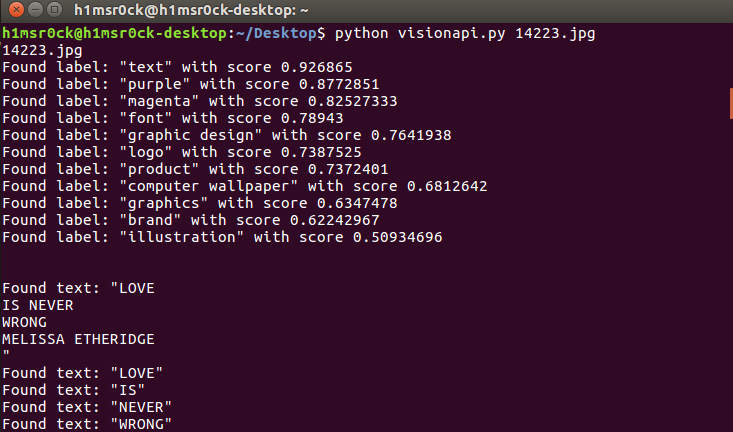 h1msr0ck@h1msr0ck-desktop: ~
h1msr0ck@h1msr0ck-desktop:~/Desktop$ python visionapi.py 14223.jpg
14223.jpg
Found label: "text" with score 0.926865
Found label: "purple" with score 0.8772851
Found label: "magenta" with score 0.82527333
Found label: "font" with score 0.78943
Found label: "graphic design" with score 0.7641938
Found label: "logo" with score 0.7387525
Found label: "product" with score 0.7372401
Found label: "computer wallpaper" with score 0.6812642
Found label: "graphics" with score 0.6347478
Found label: "brand" with score 0.62242967
Found label: "illustration" with score 0.50934696
Found text: "LOVE
IS NEVER
WRONG
MELISSA ETHERIDGE
"
Found text: "LOVE"
Found text: "IS"
Found text: "NEVER"
Found text: "WRONG"